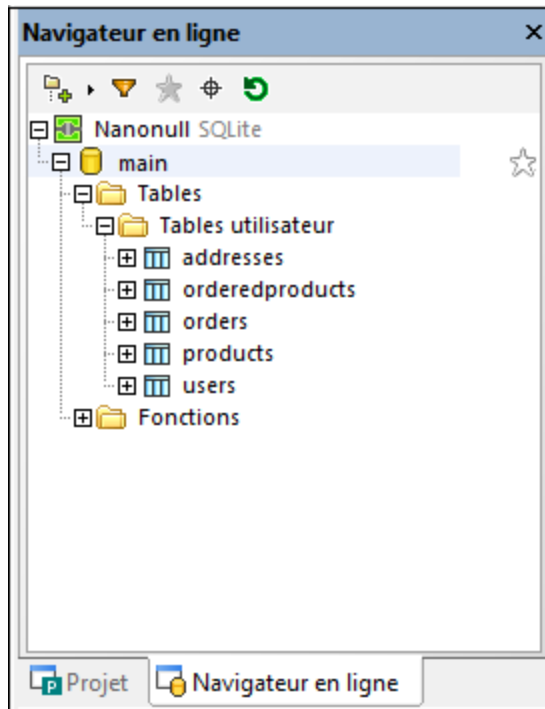 Navigateur en ligne
Nanonull SQLite
main
Tables
Tables utilisateur
addresses
orderedproducts
orders
products
users
Fonctions
Projet Navigateur en ligne